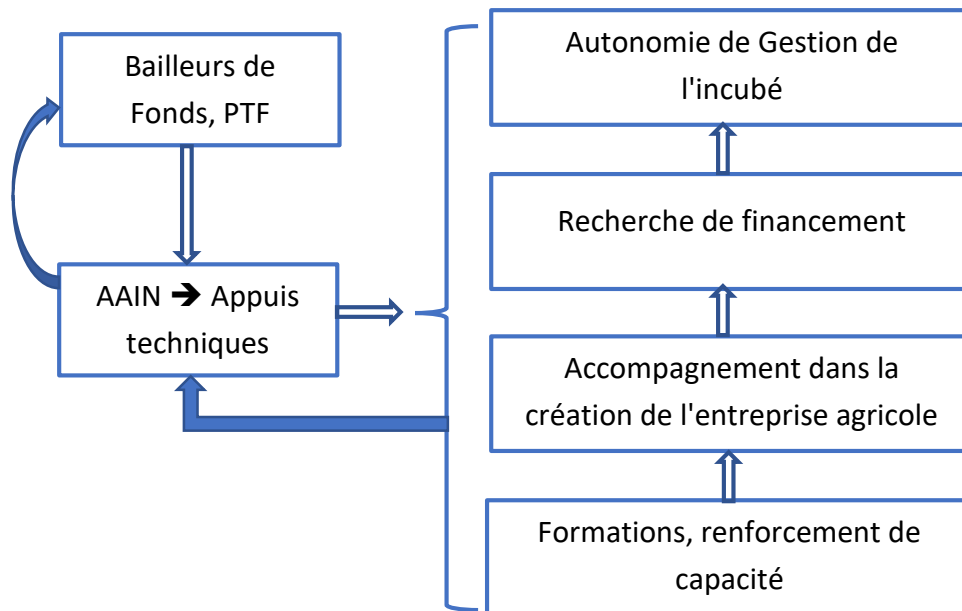 Bailleurs de
Fonds, PTF
AAIN ➔ Appuis
techniques
Autonomie de Gestion de
l'incubé
Recherche de financement
Accompagnement dans la
création de l'entreprise agricole
Formations, renforcement de
capacité